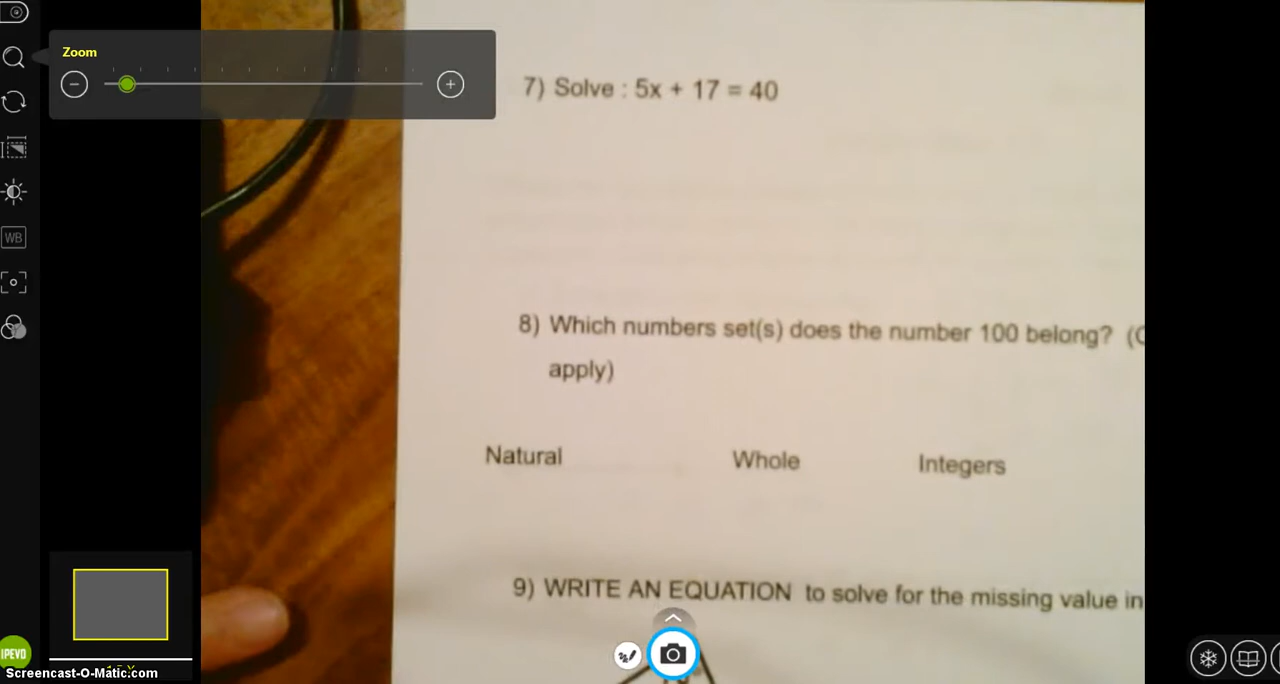 Zoom
7) Solve : 5x + 17 = 40
8) Which numbers set(s) does the number 100 belong? (
apply)
Natural Whole Integers
9) WRITE AN EQUATION to solve for the missing value in
WB
IPEVO
Screencast-O-Matic.com